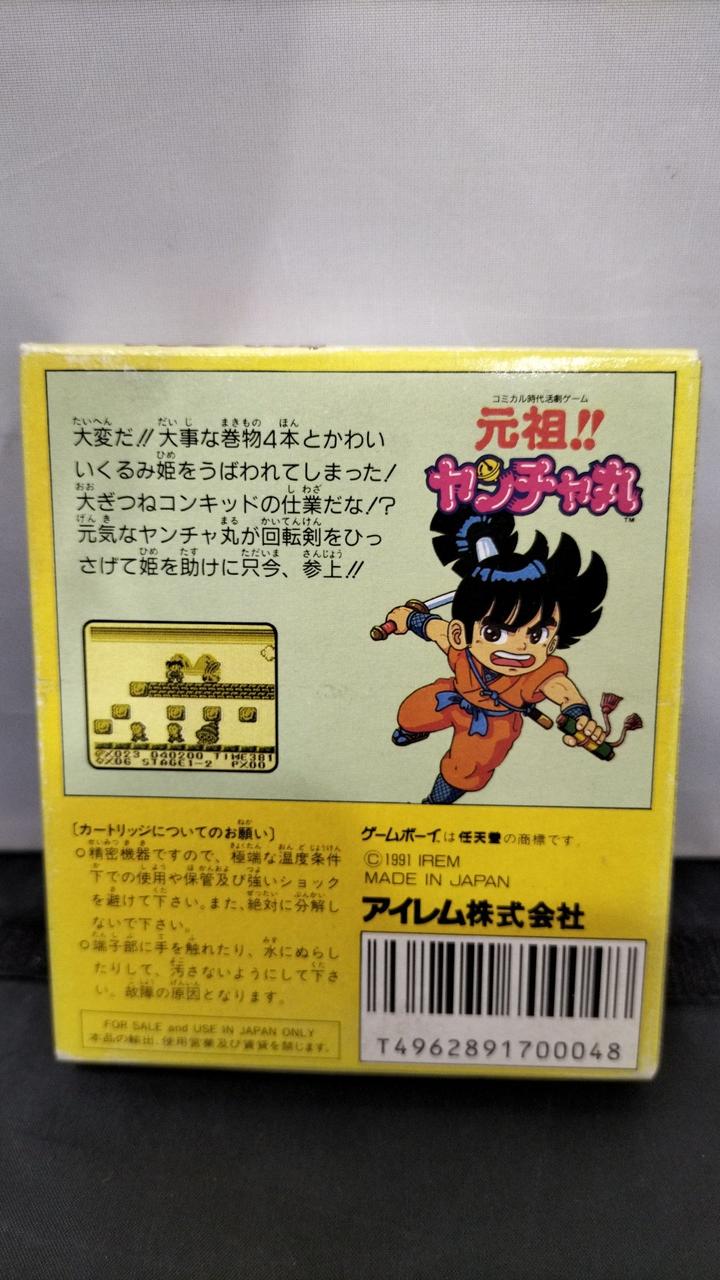 大変だ!!大事な巻物4本とかわい
いくるみ姫をうばわれてしまった!
大ぎつねコンキッドの仕業だな!?
元気なヤンチャ丸が回転剣をひっ
さげて姫を助けに只今、参上!!
コミカル時代活劇ゲーム
元祖!!
ヤンチャ丸
TM
X023 040200 TIME381
X06 STAGE1-2 PX00
〔カートリッジについてのお願い〕
○精密機器ですので、極端な温度条件
下での使用や保管及び強いショック
を避けて下さい。また、絶対に分解し
ないで下さい。
○端子部に手を触れたり、水にぬらし
たりして、汚さないようにして下さ
い。故障の原因となります。
FOR SALE and USE IN JAPAN ONLY
本品の輸出、使用営業及び賃貸を禁じます。
ゲームボーイは任天堂の商標です。
©1991 IREM
MADE IN JAPAN
アイレム株式会社
T4962891700048